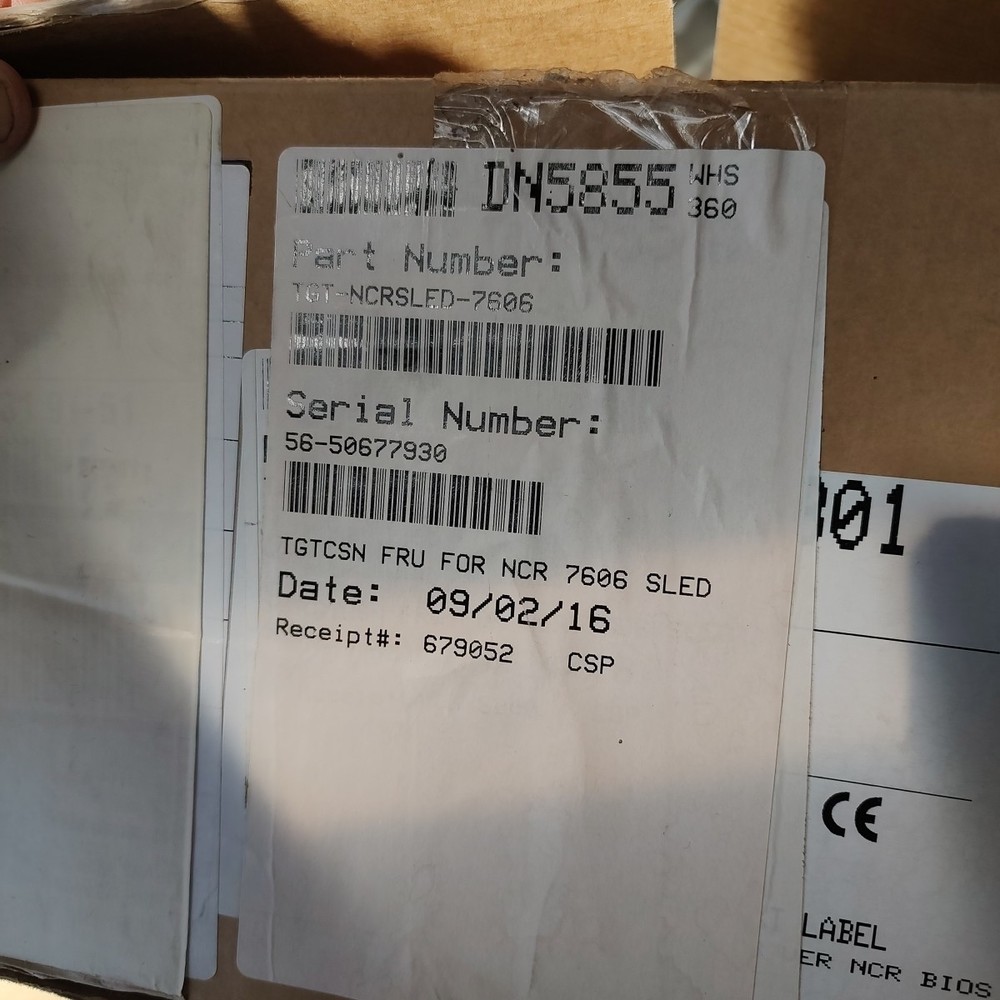 DN5855 WHS
360
Part Number:
TGT-NCRSLED-7606
Serial Number:
56-50677930
TGTCSN FRU FOR NCR 7606 SLED
Date: 09/02/16
Receipt#: 679052 CSP
01
CE
LABEL
ER NCR BIOS